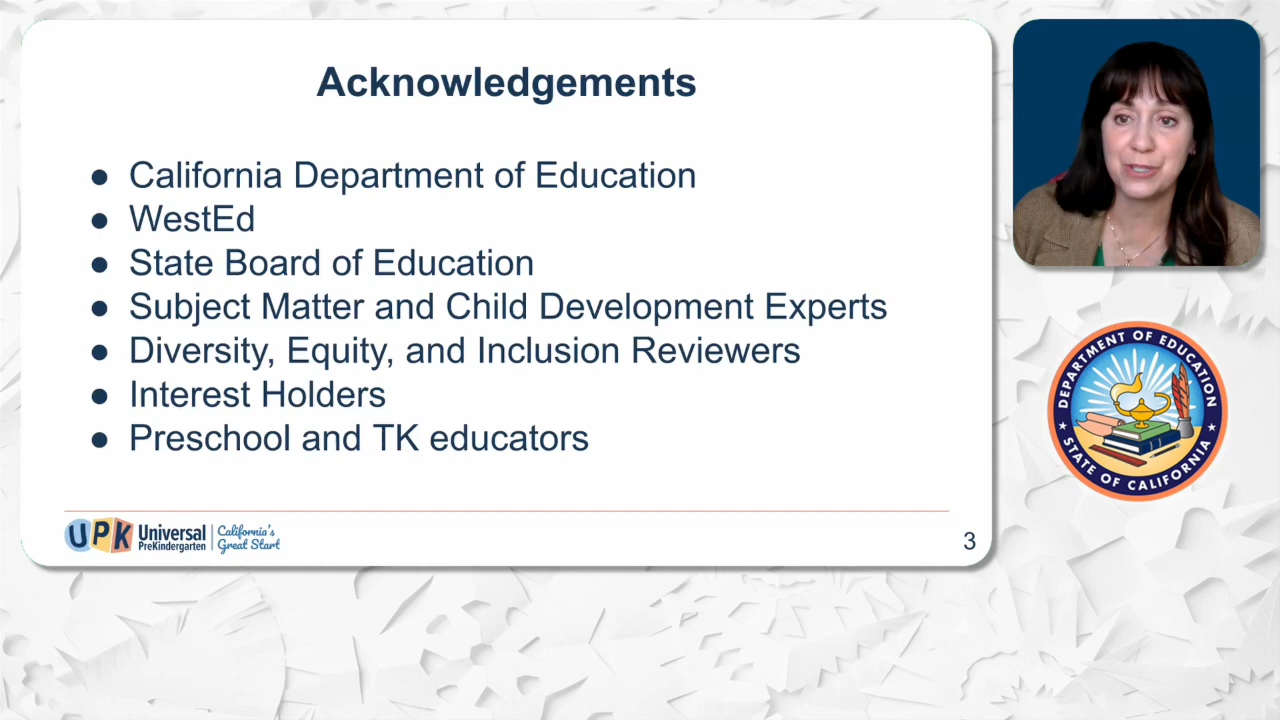 Acknowledgements
● California Department of Education
● WestEd
● State Board of Education
● Subject Matter and Child Development Experts
● Diversity, Equity, and Inclusion Reviewers
● Interest Holders
● Preschool and TK educators
UPK Universal PreKindergarten | California's Great Start
3
DEPARTMENT OF EDUCATION
★ STATE OF CALIFORNIA ★